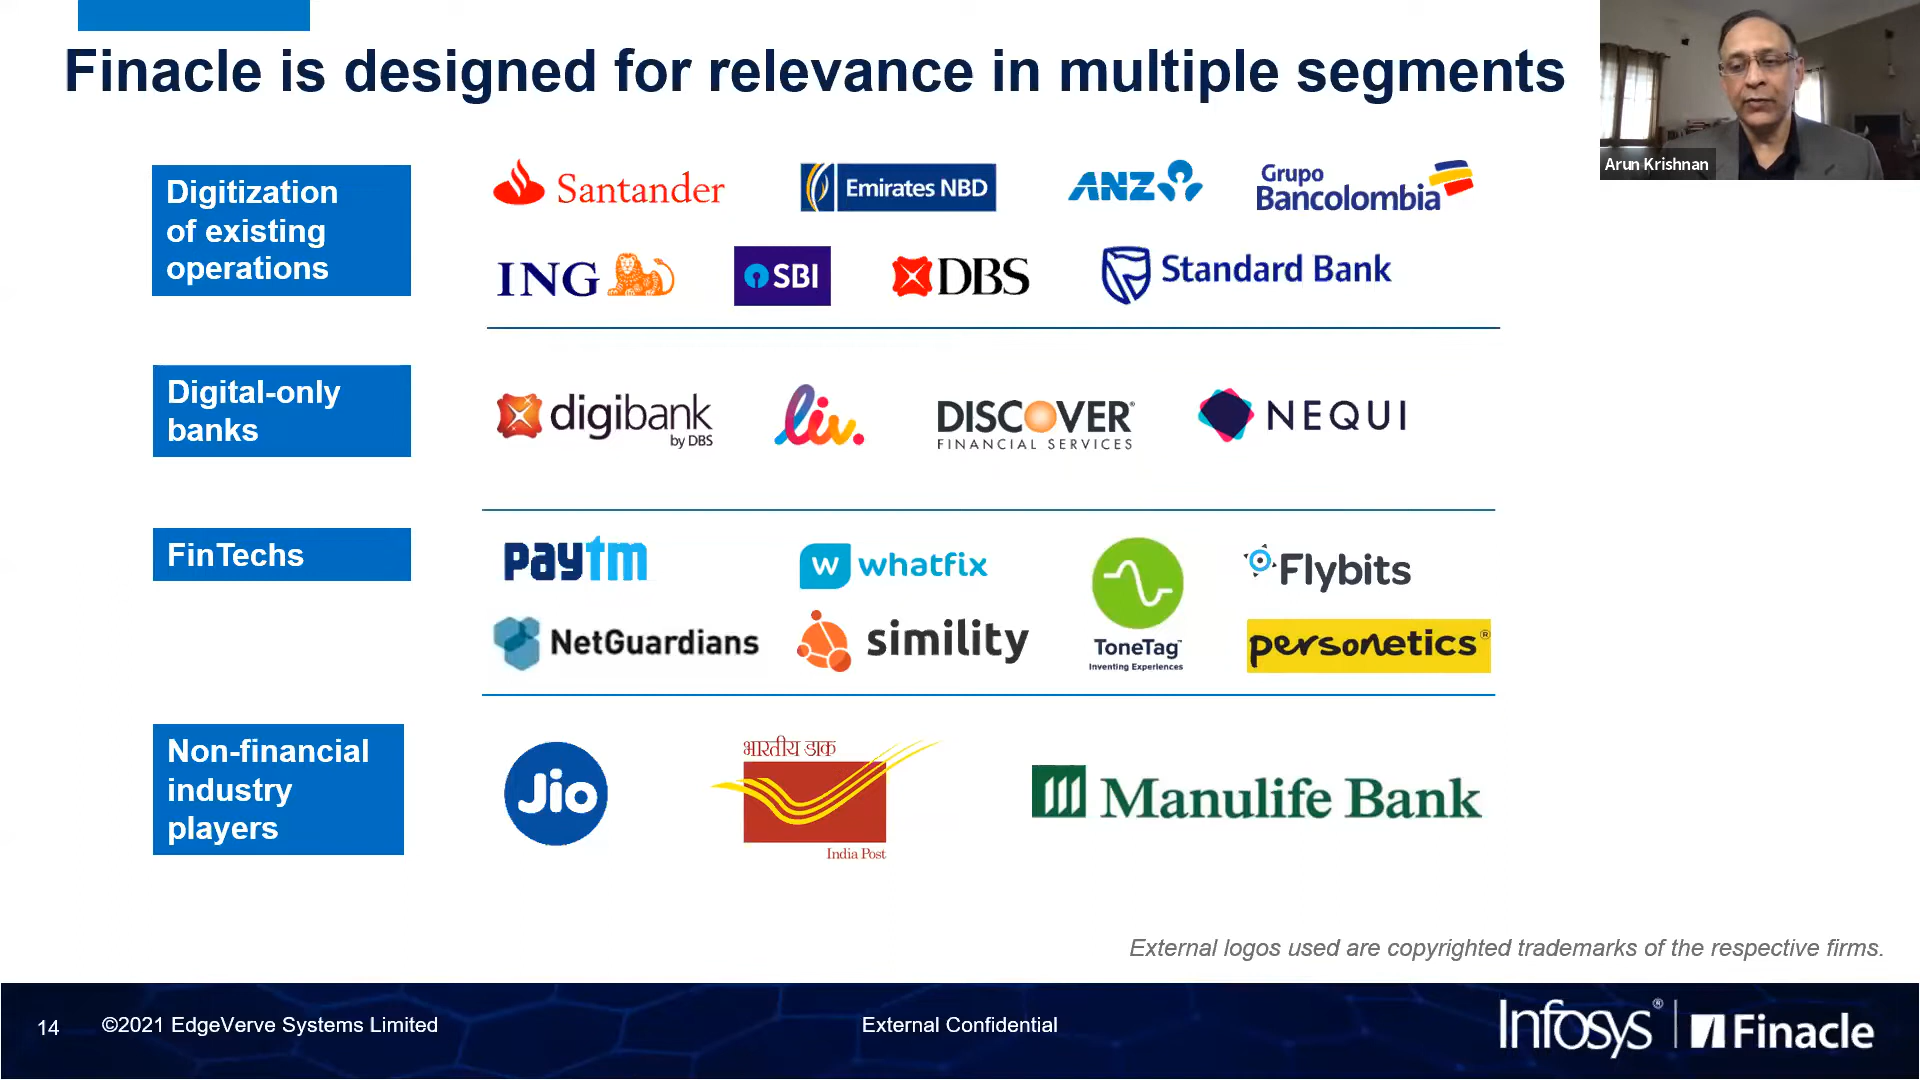 Finacle is designed for relevance in multiple segments
Arun Krishnan
Digitization
of existing
operations
Santander
Emirates NBD
ANZ
Grupo
Bancolombia
ING
SBI
DBS
Standard Bank
Digital-only
banks
digibank
by DBS
liv.
DISCOVER®
FINANCIAL SERVICES
NEQUI
FinTechs
paytm
W whatfix
ToneTag™
Inventing Experiences
Flybits
NetGuardians
simility
personetics®
Non-financial
industry
players
Jio
भारतीय डाक
India Post
Manulife Bank
External logos used are copyrighted trademarks of the respective firms.
14
©2021 EdgeVerve Systems Limited
External Confidential
Infosys® | Finacle